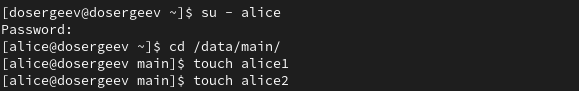 [dosergeev@dosergeev ~]$ su - alice
Password:
[alice@dosergeev ~]$ cd /data/main/
[alice@dosergeev main]$ touch alice1
[alice@dosergeev main]$ touch alice2